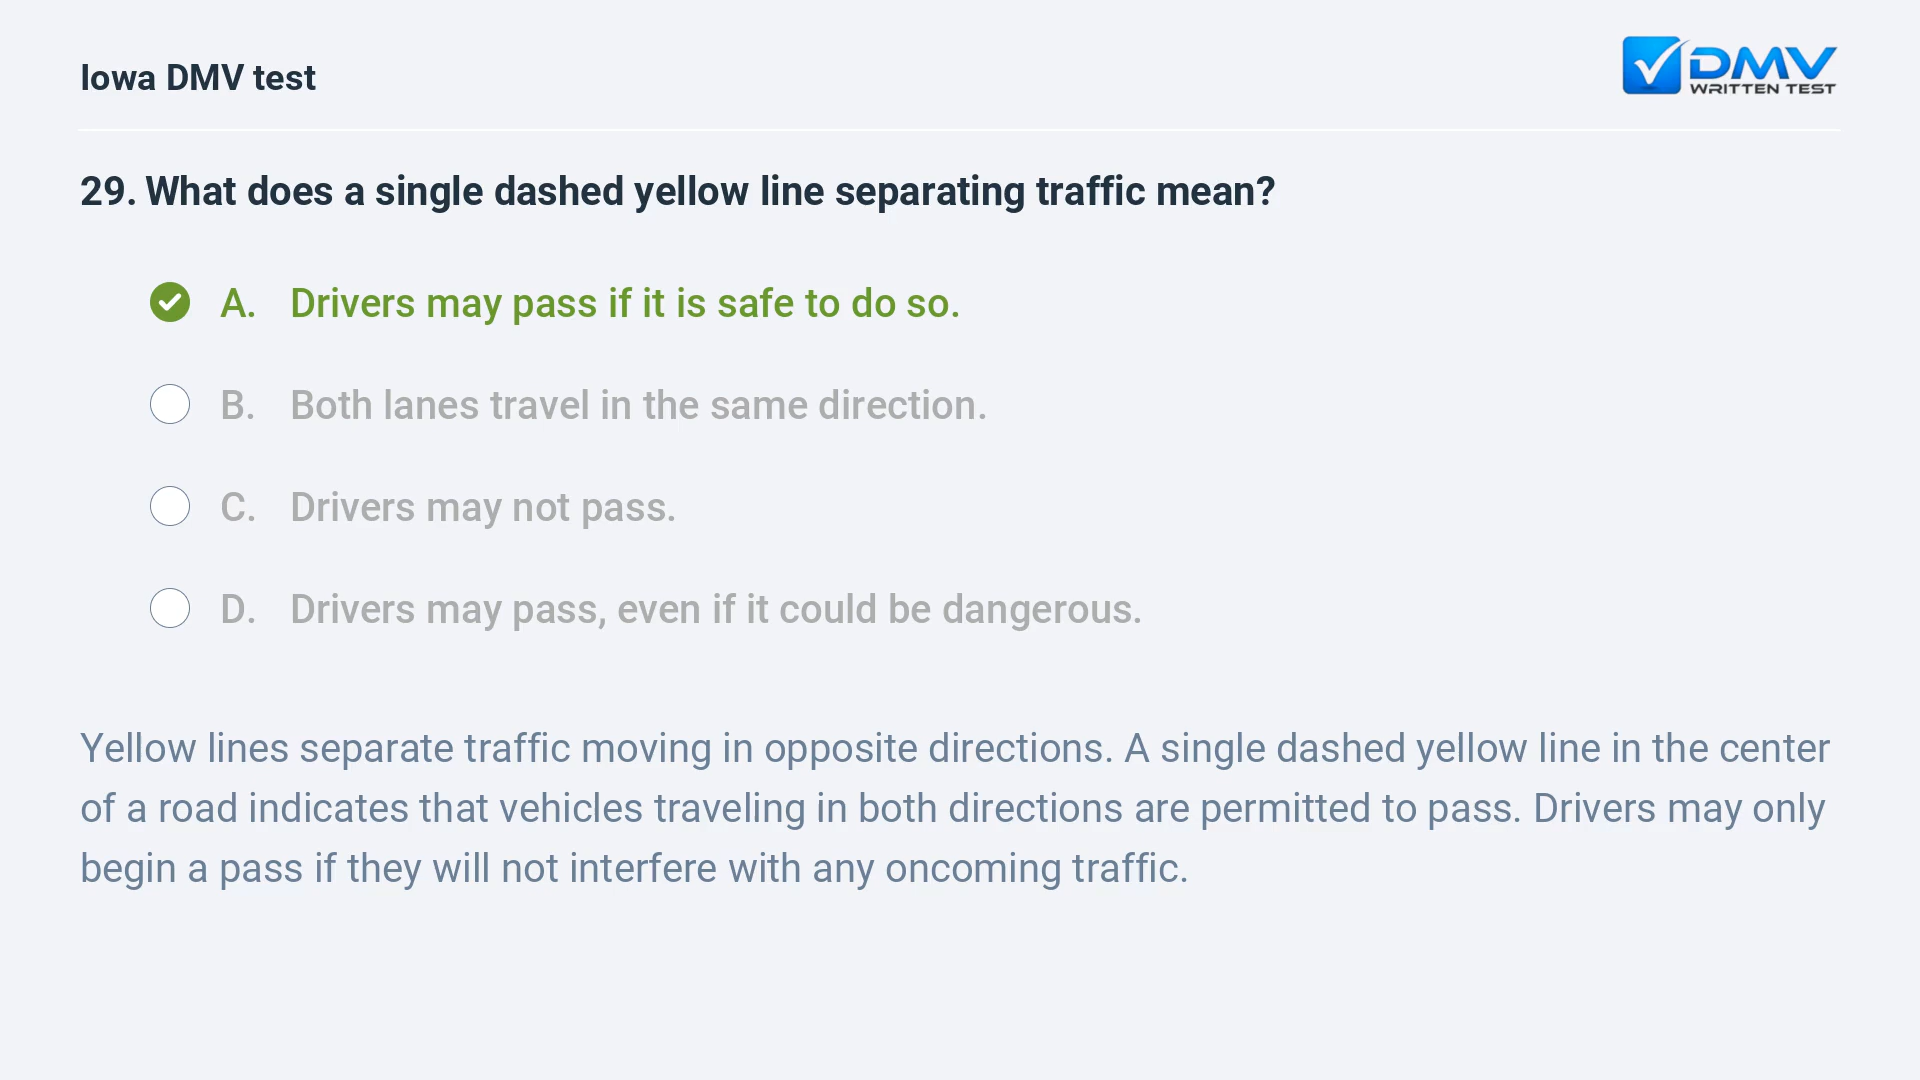 Iowa DMV test
DMV
WRITTEN TEST
29. What does a single dashed yellow line separating traffic mean?
A. Drivers may pass if it is safe to do so.
B. Both lanes travel in the same direction.
C. Drivers may not pass.
D. Drivers may pass, even if it could be dangerous.
Yellow lines separate traffic moving in opposite directions. A single dashed yellow line in the center
of a road indicates that vehicles traveling in both directions are permitted to pass. Drivers may only
begin a pass if they will not interfere with any oncoming traffic.